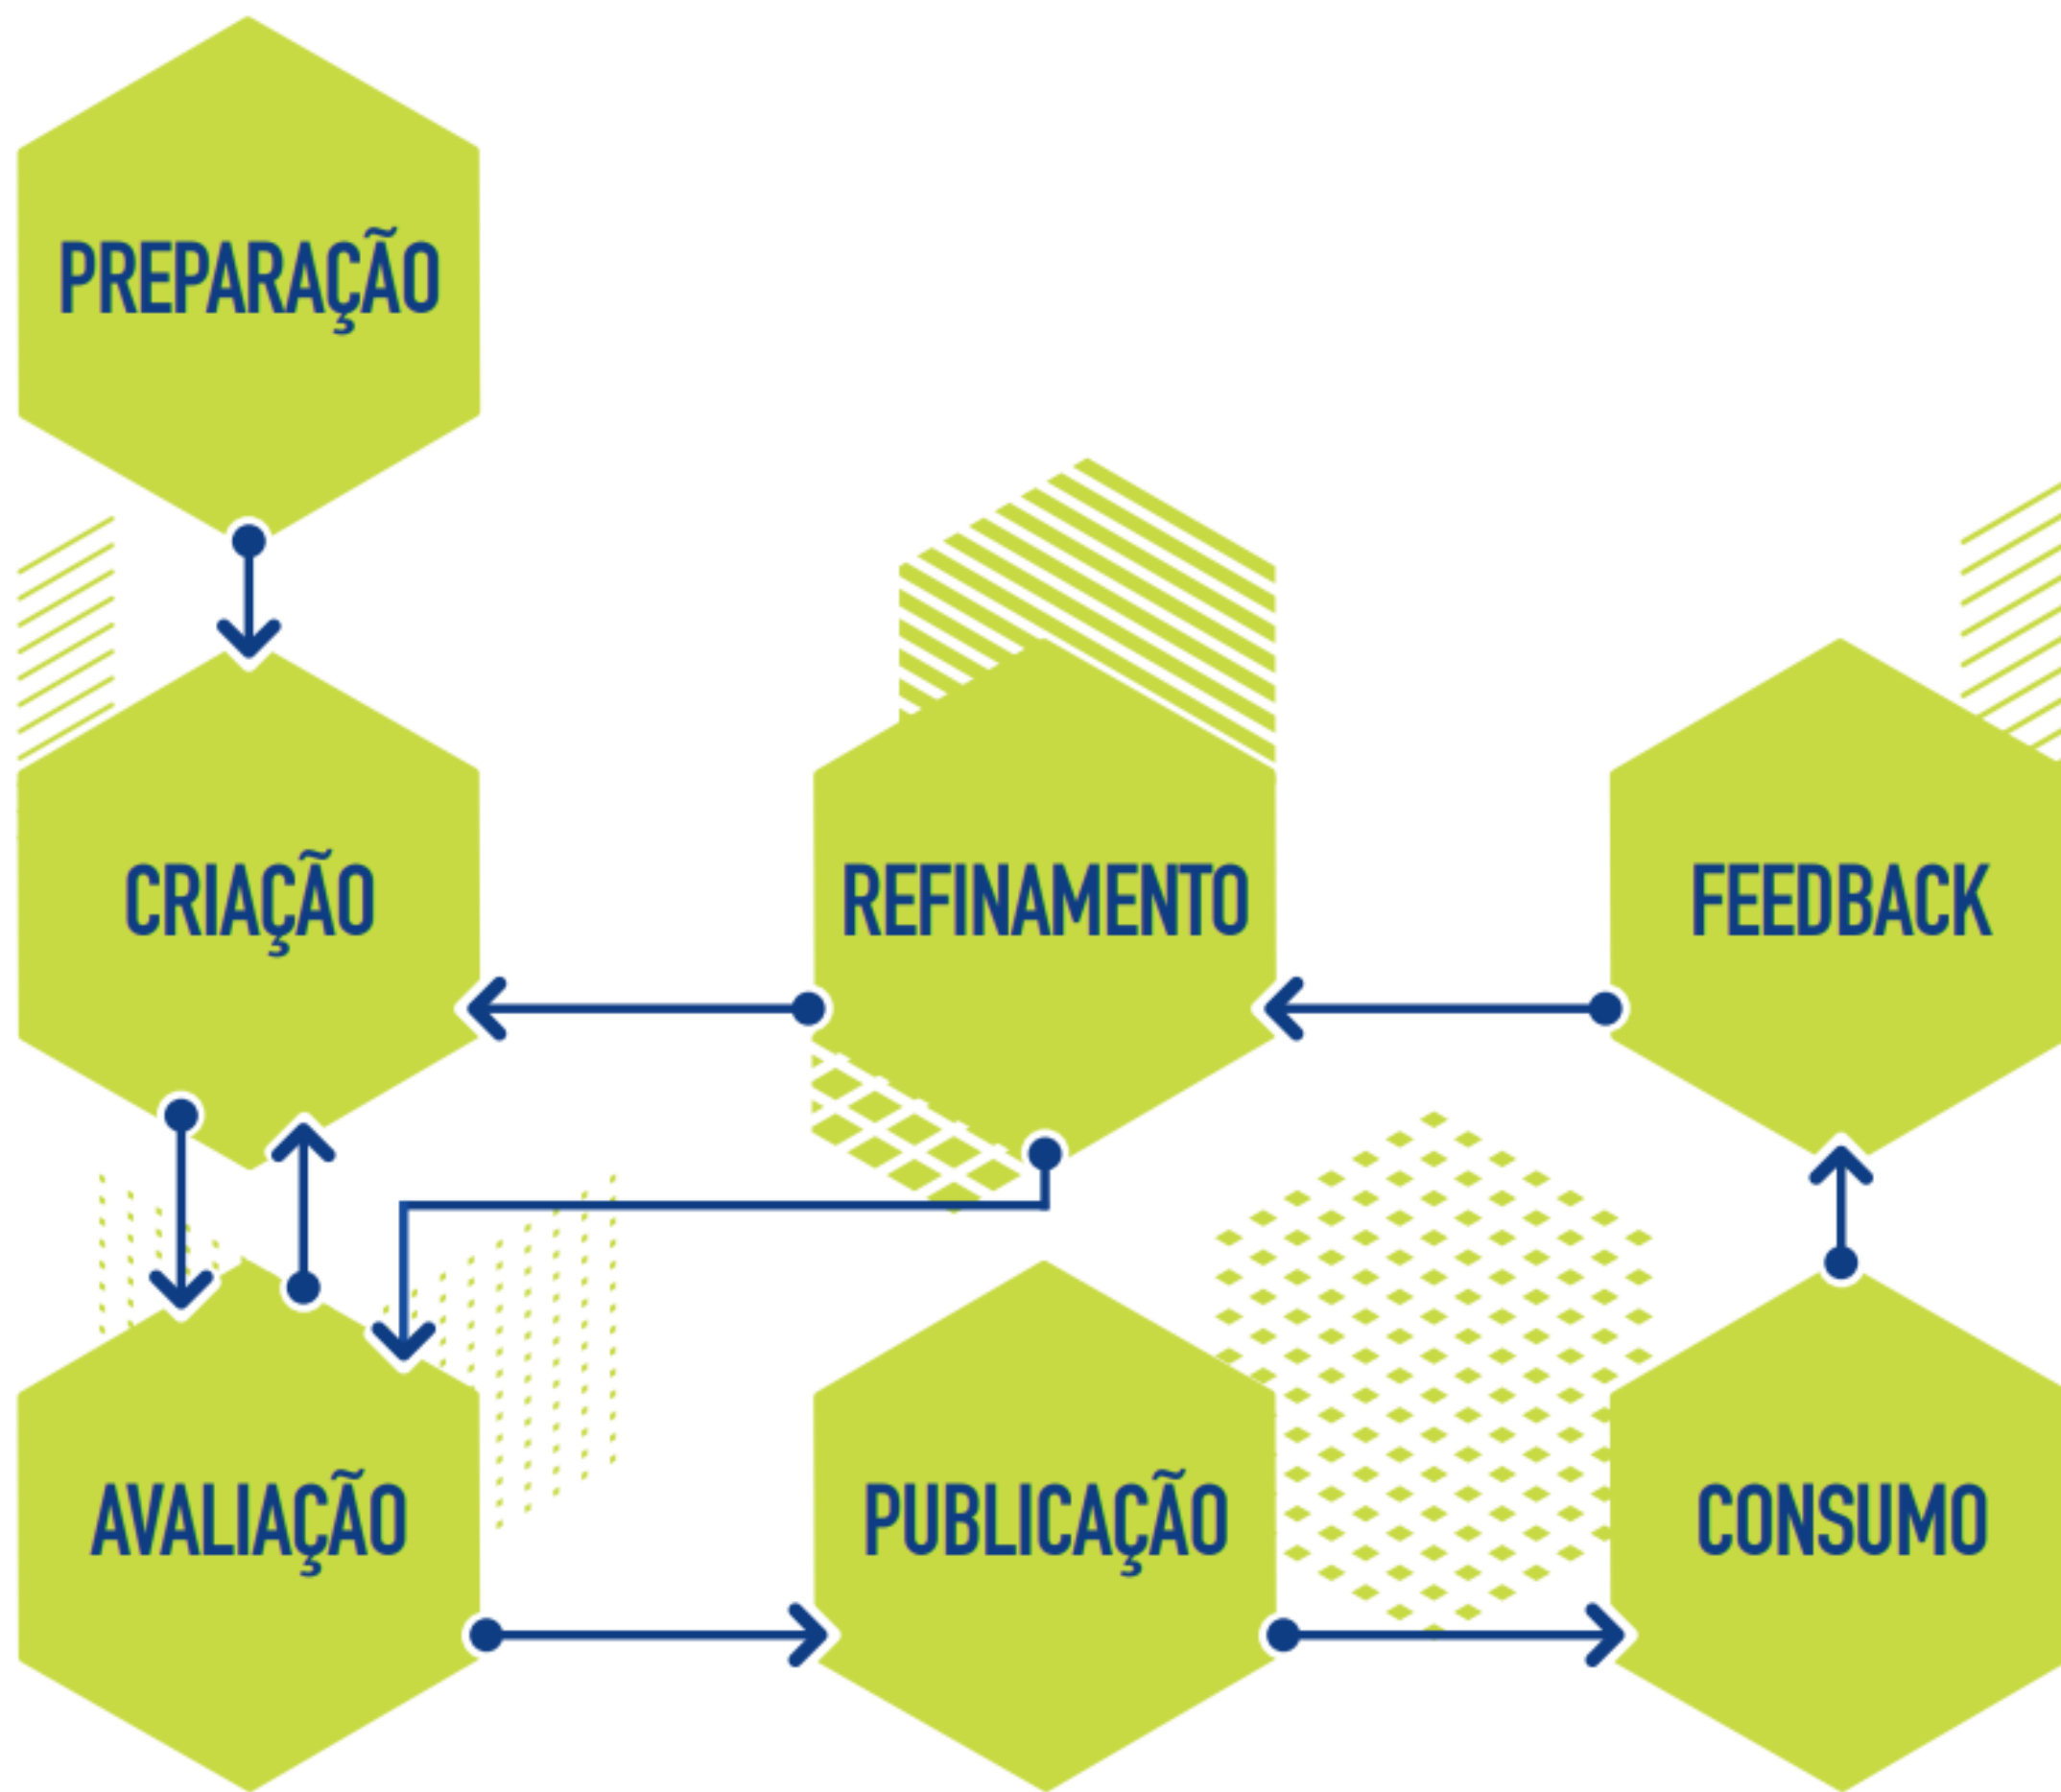 PREPARAÇÃO
CRIAÇÃO
REFINAMENTO
FEEDBACK
AVALIAÇÃO
PUBLICAÇÃO
CONSUMO